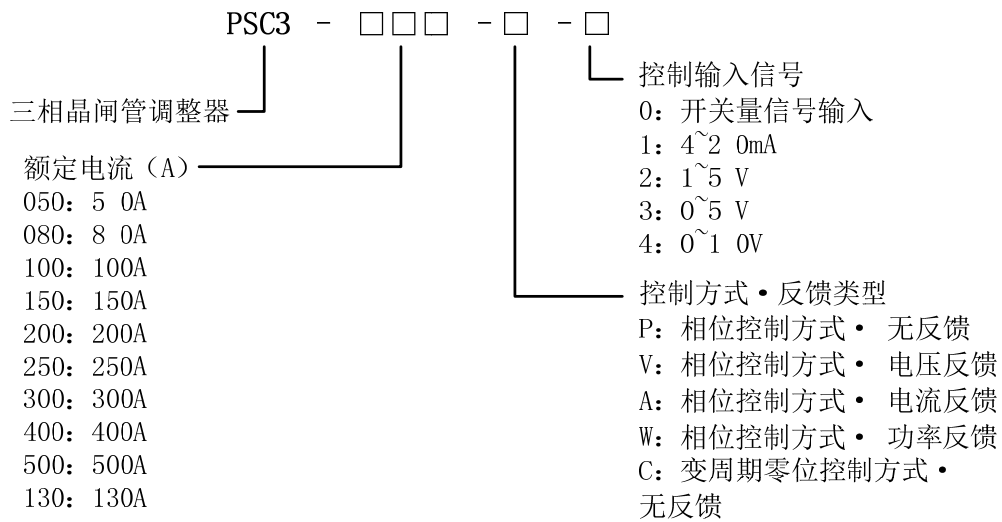 PSC3 - □□□ - □ - □
三相晶闸管调整器
额定电流（A）
050：5 0A
080：8 0A
100：100A
150：150A
200：200A
250：250A
300：300A
400：400A
500：500A
130：130A
控制输入信号
0：开关量信号输入
1：4~2 0mA
2：1~5 V
3：0~5 V
4：0~1 0V
控制方式·反馈类型
P：相位控制方式· 无反馈
V：相位控制方式· 电压反馈
A：相位控制方式· 电流反馈
W：相位控制方式· 功率反馈
C：变周期零位控制方式·
无反馈